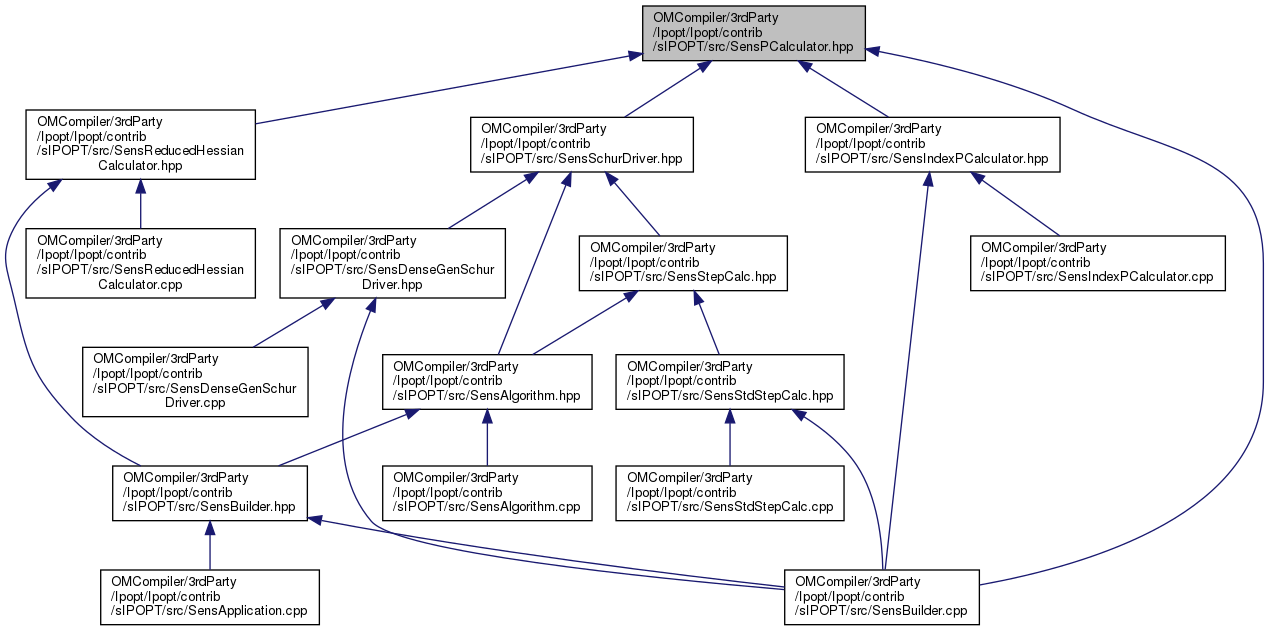 OMCompiler/3rdParty
/Ipopt/Ipopt/contrib
/sIPOPT/src/SensPCalculator.hpp
OMCompiler/3rdParty
/Ipopt/Ipopt/contrib
/sIPOPT/src/SensReducedHessian
Calculator.hpp
OMCompiler/3rdParty
/Ipopt/Ipopt/contrib
/sIPOPT/src/SensSchurDriver.hpp
OMCompiler/3rdParty
/Ipopt/Ipopt/contrib
/sIPOPT/src/SensIndexPCalculator.hpp
OMCompiler/3rdParty
/Ipopt/Ipopt/contrib
/sIPOPT/src/SensReducedHessian
Calculator.cpp
OMCompiler/3rdParty
/Ipopt/Ipopt/contrib
/sIPOPT/src/SensDenseGenSchur
Driver.hpp
OMCompiler/3rdParty
/Ipopt/Ipopt/contrib
/sIPOPT/src/SensStepCalc.hpp
OMCompiler/3rdParty
/Ipopt/Ipopt/contrib
/sIPOPT/src/SensIndexPCalculator.cpp
OMCompiler/3rdParty
/Ipopt/Ipopt/contrib
/sIPOPT/src/SensDenseGenSchur
Driver.cpp
OMCompiler/3rdParty
/Ipopt/Ipopt/contrib
/sIPOPT/src/SensAlgorithm.hpp
OMCompiler/3rdParty
/Ipopt/Ipopt/contrib
/sIPOPT/src/SensStdStepCalc.hpp
OMCompiler/3rdParty
/Ipopt/Ipopt/contrib
/sIPOPT/src/SensBuilder.hpp
OMCompiler/3rdParty
/Ipopt/Ipopt/contrib
/sIPOPT/src/SensAlgorithm.cpp
OMCompiler/3rdParty
/Ipopt/Ipopt/contrib
/sIPOPT/src/SensStdStepCalc.cpp
OMCompiler/3rdParty
/Ipopt/Ipopt/contrib
/sIPOPT/src/SensApplication.cpp
OMCompiler/3rdParty
/Ipopt/Ipopt/contrib
/sIPOPT/src/SensBuilder.cpp